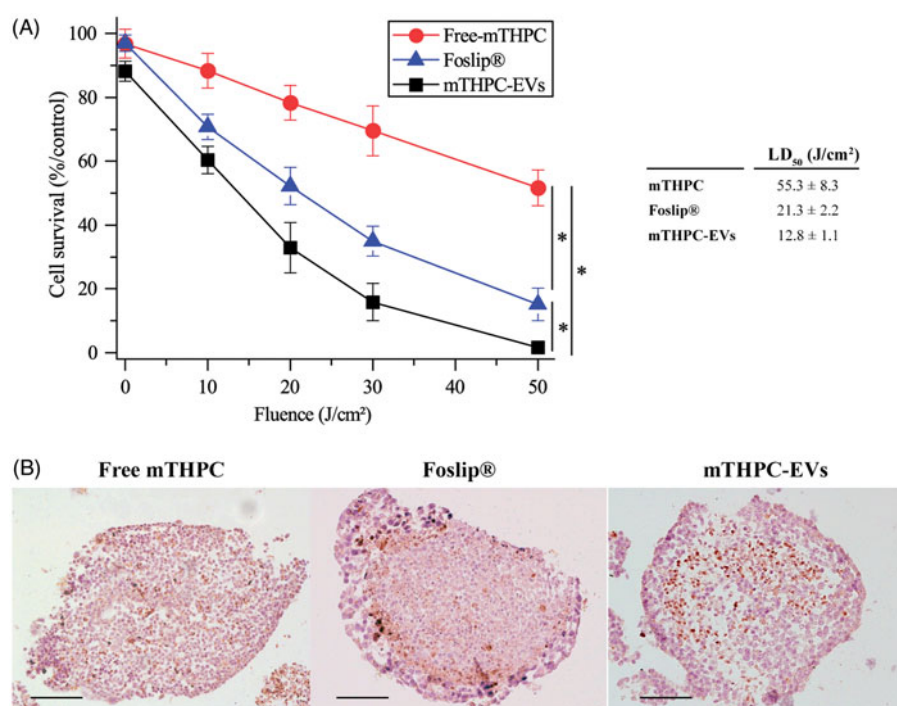 (A)
100
80
60
40
20
0
Cell survival (%/control)
Free-mTHPC
Foslip®
mTHPC-EVs
*
*
*
0 10 20 30 40 50
Fluence (J/cm²)
LD₅₀ (J/cm²)
mTHPC 55.3 ± 8.3
Foslip® 21.3 ± 2.2
mTHPC-EVs 12.8 ± 1.1
(B)
Free mTHPC Foslip® mTHPC-EVs